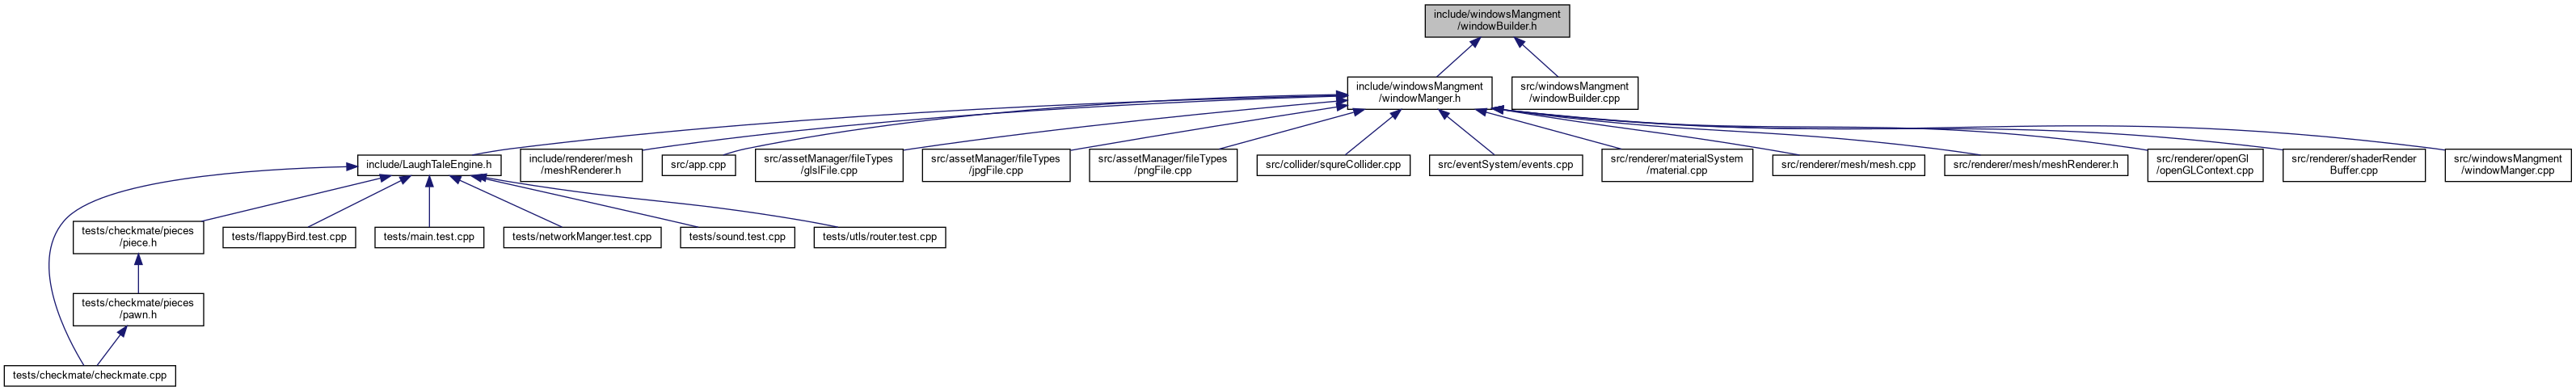 include/windowsMangment
/windowBuilder.h
include/windowsMangment
/windowManger.h
src/windowsMangment
/windowBuilder.cpp
include/LaughTaleEngine.h
include/renderer/mesh
/meshRenderer.h
src/app.cpp
src/assetManager/fileTypes
/glslFile.cpp
src/assetManager/fileTypes
/jpgFile.cpp
src/assetManager/fileTypes
/pngFile.cpp
src/collider/squreCollider.cpp
src/eventSystem/events.cpp
src/renderer/materialSystem
/material.cpp
src/renderer/mesh/mesh.cpp
src/renderer/mesh/meshRenderer.h
src/renderer/openGl
/openGLContext.cpp
src/renderer/shaderRender
Buffer.cpp
src/windowsMangment
/windowManger.cpp
tests/checkmate/pieces
/piece.h
tests/flappyBird.test.cpp
tests/main.test.cpp
tests/networkManger.test.cpp
tests/sound.test.cpp
tests/utls/router.test.cpp
tests/checkmate/pieces
/pawn.h
tests/checkmate/checkmate.cpp